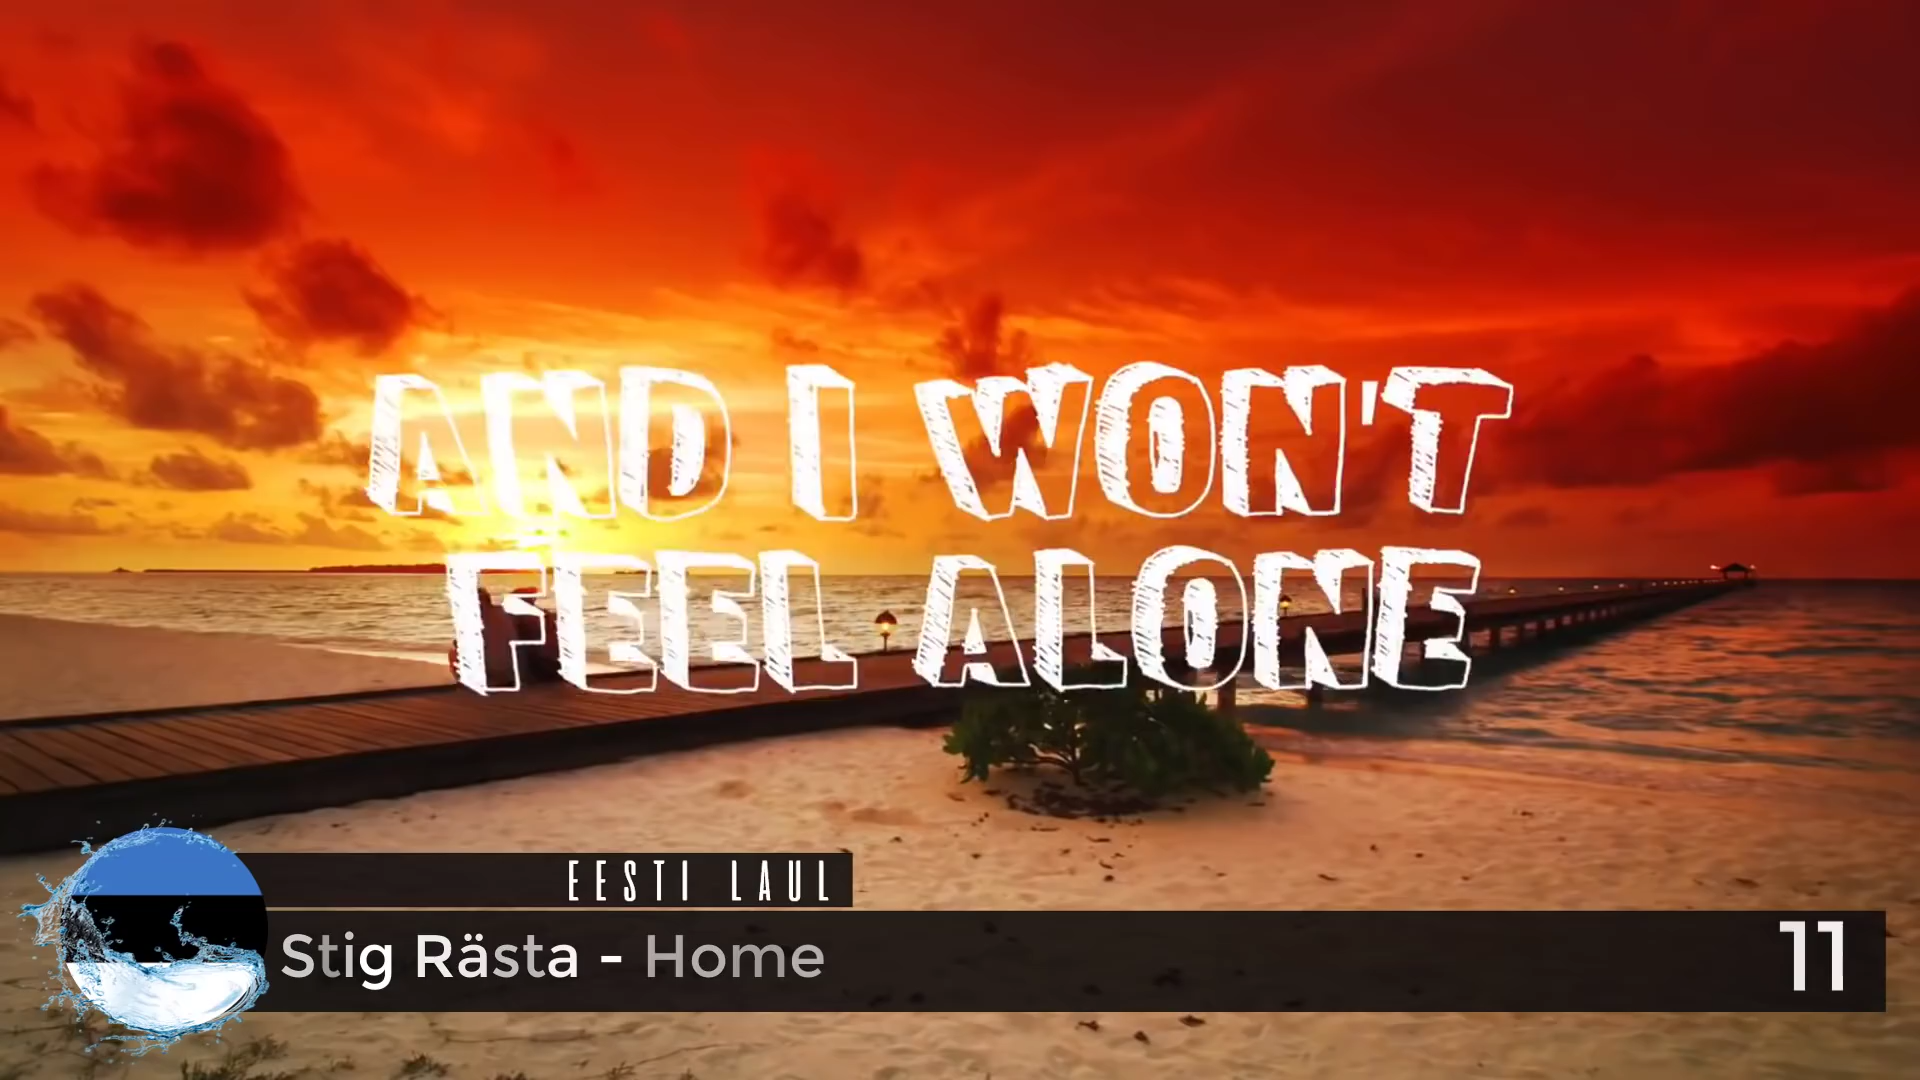 AND I WON'T
FEEL ALONE
EESTI LAUL
Stig Rästa - Home
11